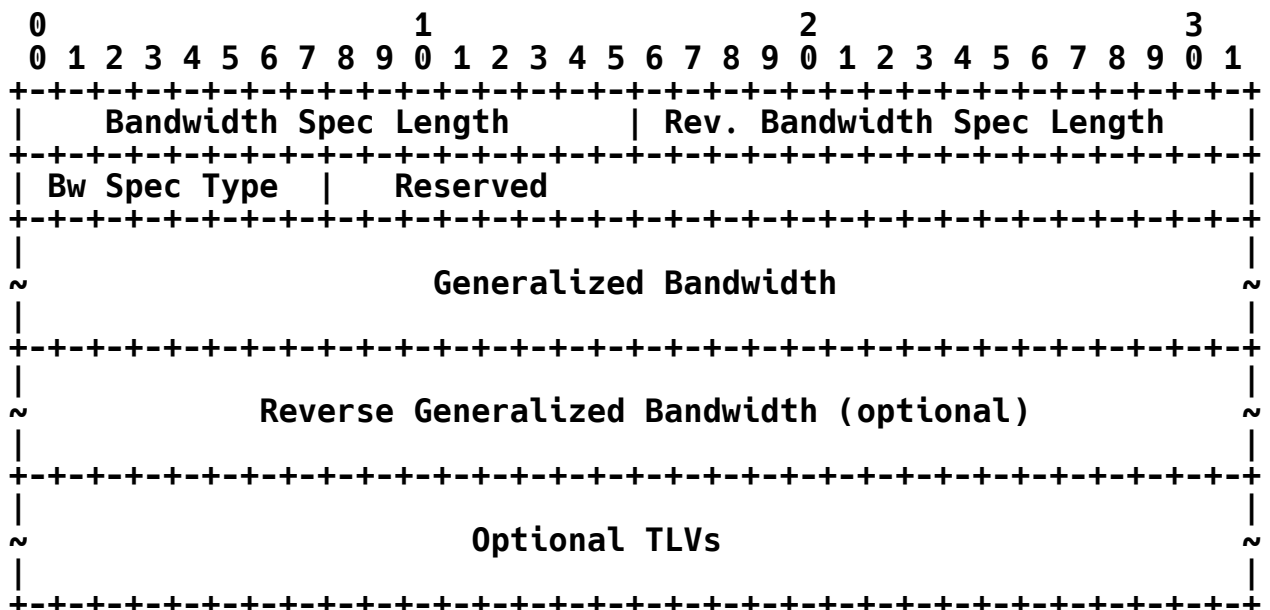 0                   1                   2                   3
 0 1 2 3 4 5 6 7 8 9 0 1 2 3 4 5 6 7 8 9 0 1 2 3 4 5 6 7 8 9 0 1
+-+-+-+-+-+-+-+-+-+-+-+-+-+-+-+-+-+-+-+-+-+-+-+-+-+-+-+-+-+-+-+-+
|    Bandwidth Spec Length      | Rev. Bandwidth Spec Length    |
+-+-+-+-+-+-+-+-+-+-+-+-+-+-+-+-+-+-+-+-+-+-+-+-+-+-+-+-+-+-+-+-+
| Bw Spec Type  |   Reserved                                    |
+-+-+-+-+-+-+-+-+-+-+-+-+-+-+-+-+-+-+-+-+-+-+-+-+-+-+-+-+-+-+-+-+
|                                                               |
~                     Generalized Bandwidth                     ~
|                                                               |
+-+-+-+-+-+-+-+-+-+-+-+-+-+-+-+-+-+-+-+-+-+-+-+-+-+-+-+-+-+-+-+-+
|                                                               |
~            Reverse Generalized Bandwidth (optional)           ~
|                                                               |
+-+-+-+-+-+-+-+-+-+-+-+-+-+-+-+-+-+-+-+-+-+-+-+-+-+-+-+-+-+-+-+-+
|                                                               |
~                       Optional TLVs                           ~
|                                                               |
+-+-+-+-+-+-+-+-+-+-+-+-+-+-+-+-+-+-+-+-+-+-+-+-+-+-+-+-+-+-+-+-+